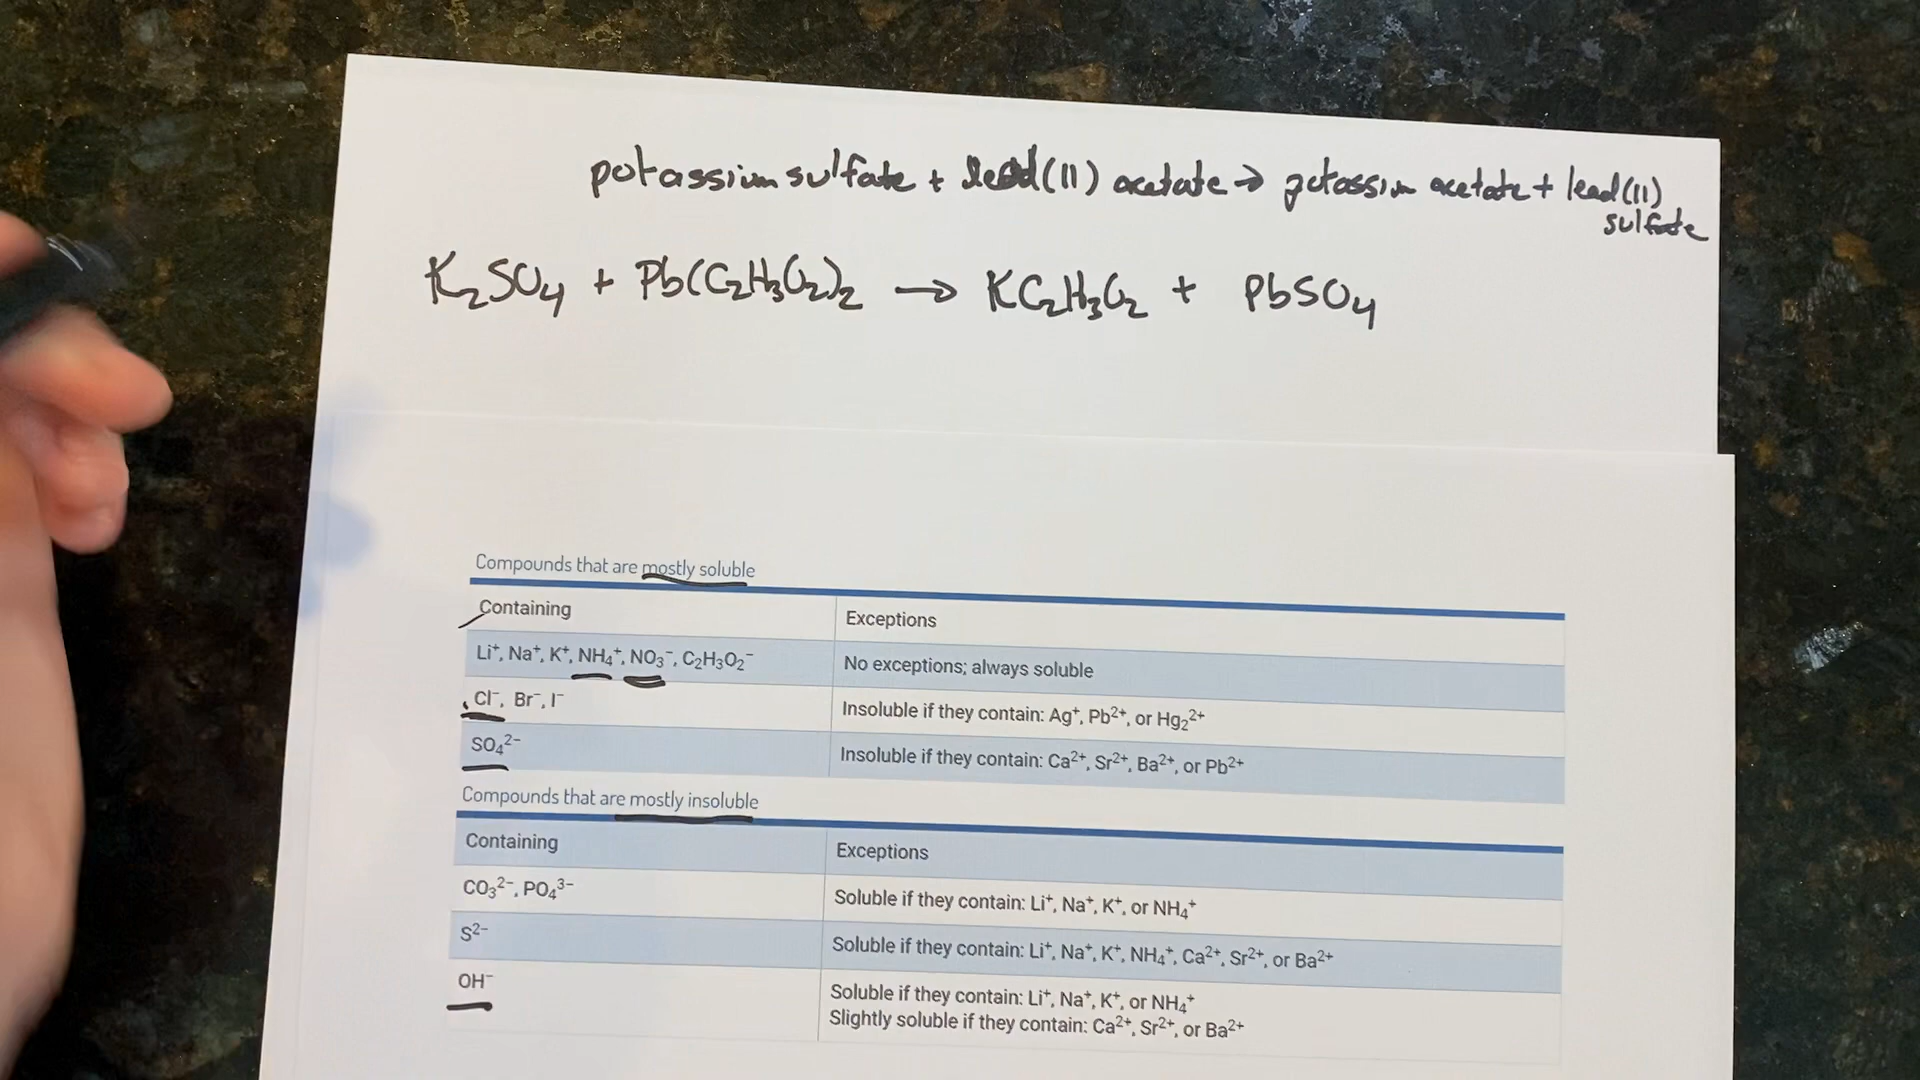 potassium sulfate + lead(II) acetate → potassium acetate + lead(II)
sulfate
K₂SO₄ + Pb(C₂H₃O₂)₂ → KC₂H₃O₂ + PbSO₄
Compounds that are mostly soluble
Containing Exceptions
Li⁺, Na⁺, K⁺, NH₄⁺, NO₃⁻, C₂H₃O₂⁻ No exceptions; always soluble
Cl⁻, Br⁻, I⁻ Insoluble if they contain: Ag⁺, Pb²⁺, or Hg₂²⁺
SO₄²⁻ Insoluble if they contain: Ca²⁺, Sr²⁺, Ba²⁺, or Pb²⁺
Compounds that are mostly insoluble
Containing Exceptions
CO₃²⁻, PO₄³⁻ Soluble if they contain: Li⁺, Na⁺, K⁺, or NH₄⁺
S²⁻ Soluble if they contain: Li⁺, Na⁺, K⁺, NH₄⁺, Ca²⁺, Sr²⁺, or Ba²⁺
OH⁻ Soluble if they contain: Li⁺, Na⁺, K⁺, or NH₄⁺
Slightly soluble if they contain: Ca²⁺, Sr²⁺, or Ba²⁺